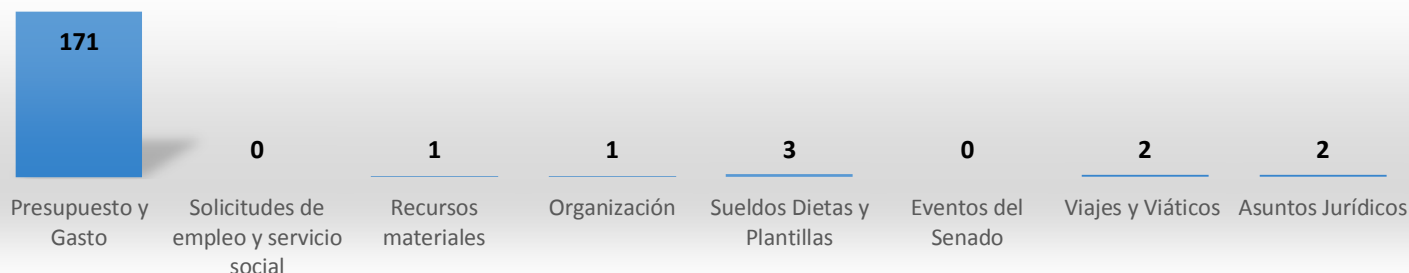 171
0
1
1
3
0
2
2
Presupuesto y
Gasto
Solicitudes de
empleo y servicio
social
Recursos
materiales
Organización
Sueldos Dietas y
Plantillas
Eventos del
Senado
Viajes y Viáticos
Asuntos Jurídicos